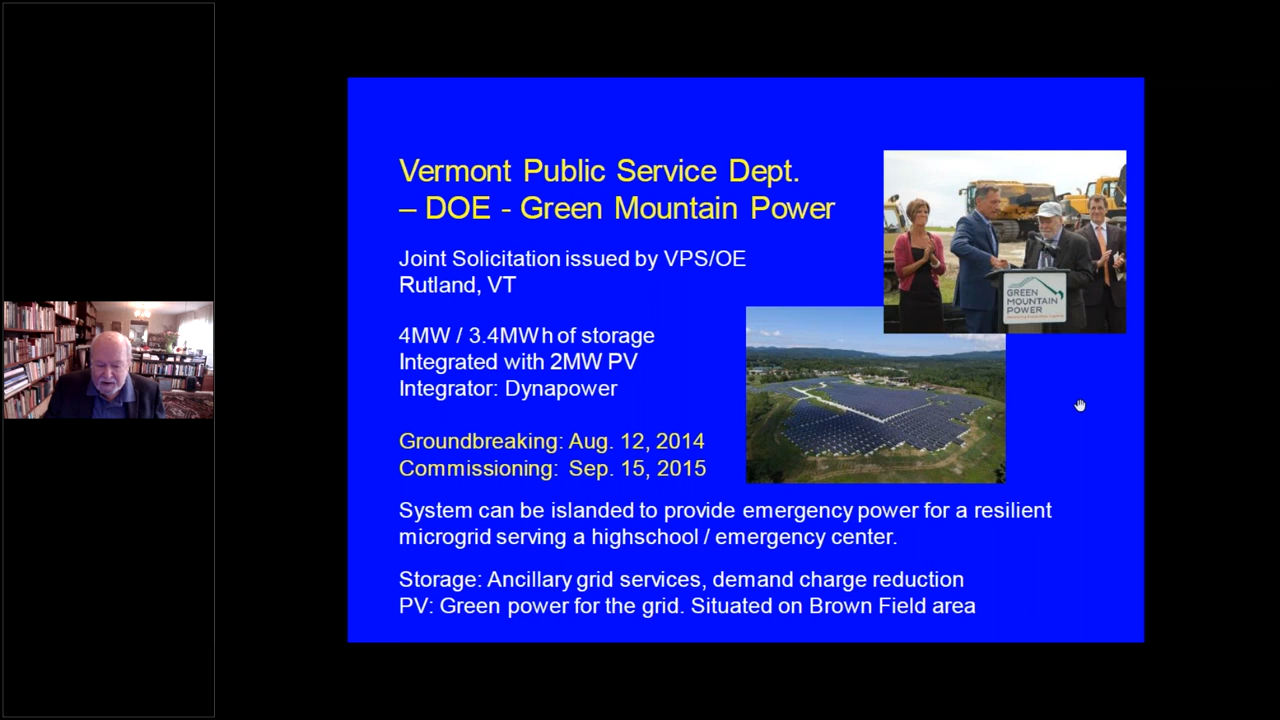 Vermont Public Service Dept.
– DOE - Green Mountain Power
Joint Solicitation issued by VPS/OE
Rutland, VT
4MW / 3.4MWh of storage
Integrated with 2MW PV
Integrator: Dynapower
Groundbreaking: Aug. 12, 2014
Commissioning: Sep. 15, 2015
System can be islanded to provide emergency power for a resilient
microgrid serving a highschool / emergency center.
Storage: Ancillary grid services, demand charge reduction
PV: Green power for the grid. Situated on Brown Field area
GREEN
MOUNTAIN
POWER